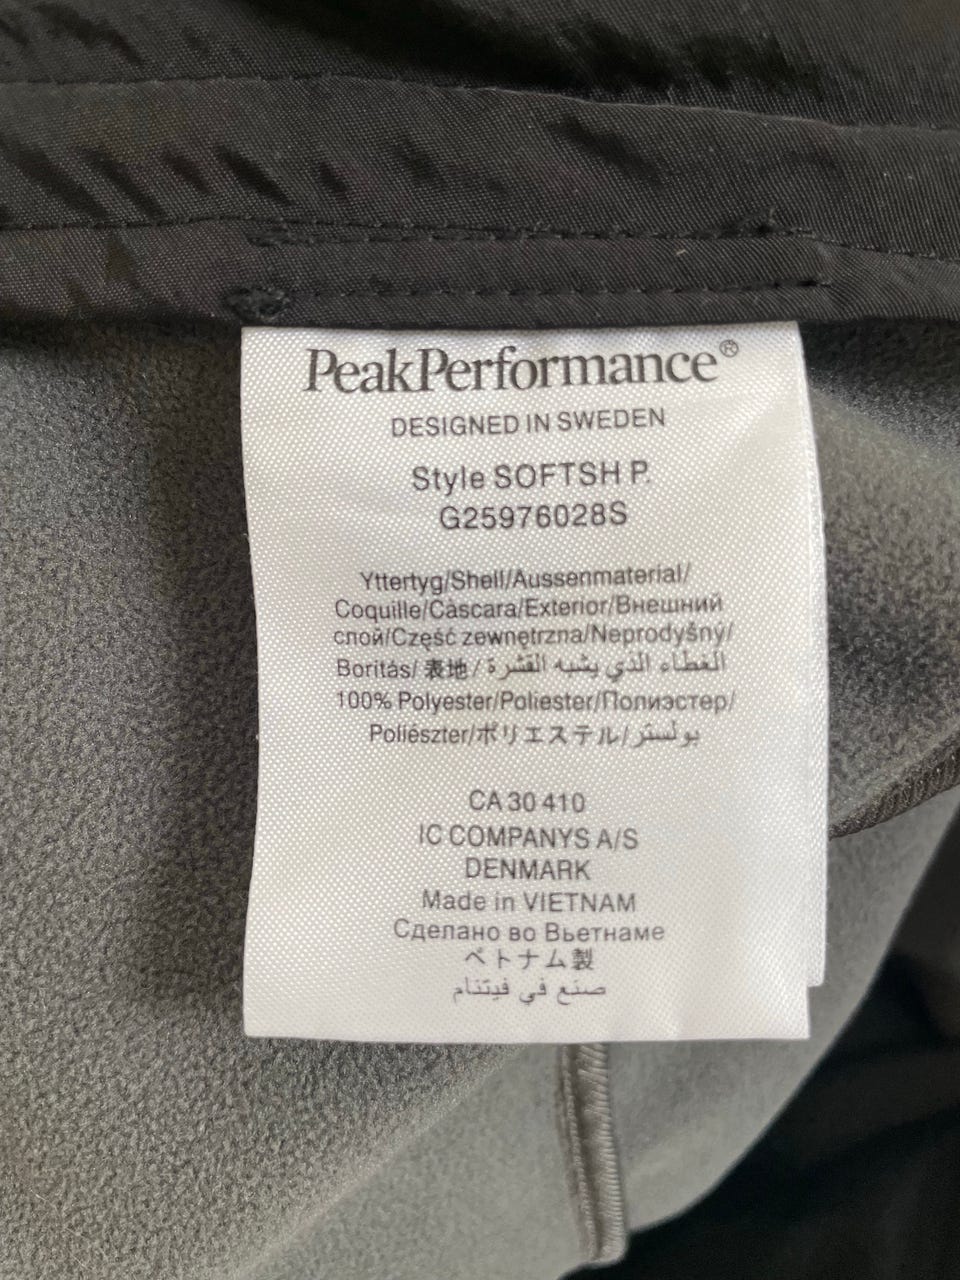 PeakPerformance®
DESIGNED IN SWEDEN
Style SOFTSH P.
G25976028S
Yttertyg/Shell/Aussenmaterial/
Coquille/Càscara/Exterior/Внешний
слой/Część zewnętrzna/Neprodyšný/
Boritás/表地/الغطاء الذي يشبه القشرة
100% Polyester/Poliester/Полиэстер/
Poliészter/ポリエステル/بولستر
CA 30 410
IC COMPANYS A/S
DENMARK
Made in VIETNAM
Сделано во Вьетнаме
ベトナム製
صنع في فيتنام